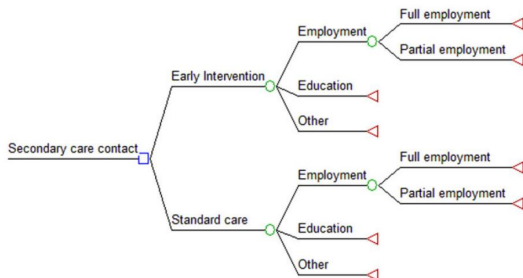 Full employment
Employment
Partial employment
Early Intervention
Education
Other
Secondary care contact
Full employment
Employment
Partial employment
Standard care
Education
Other